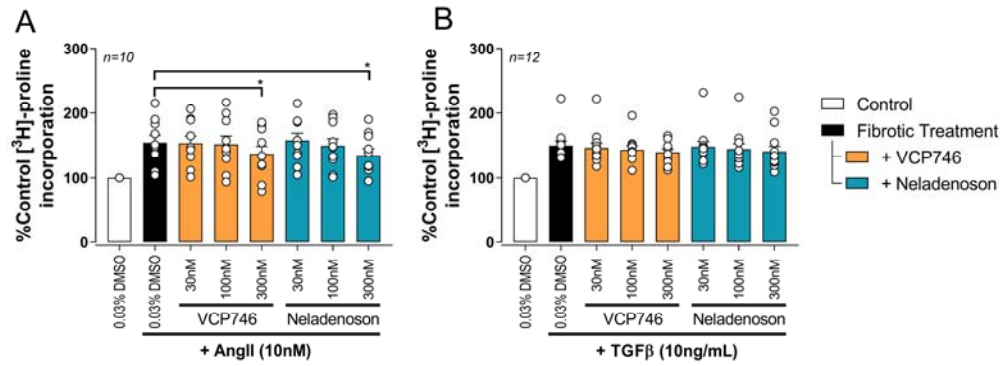 A
n=10
300
200
100
0
%Control [³H]-proline
incorporation
*
*
0.03% DMSO
0.03% DMSO
30nM
100nM
300nM
30nM
100nM
300nM
VCP746
Neladenoson
+ AngII (10nM)
B
n=12
300
200
100
0
%Control [³H]-proline
incorporation
0.03% DMSO
0.03% DMSO
30nM
100nM
300nM
30nM
100nM
300nM
VCP746
Neladenoson
+ TGFβ (10ng/mL)
Control
Fibrotic Treatment
+ VCP746
+ Neladenoson